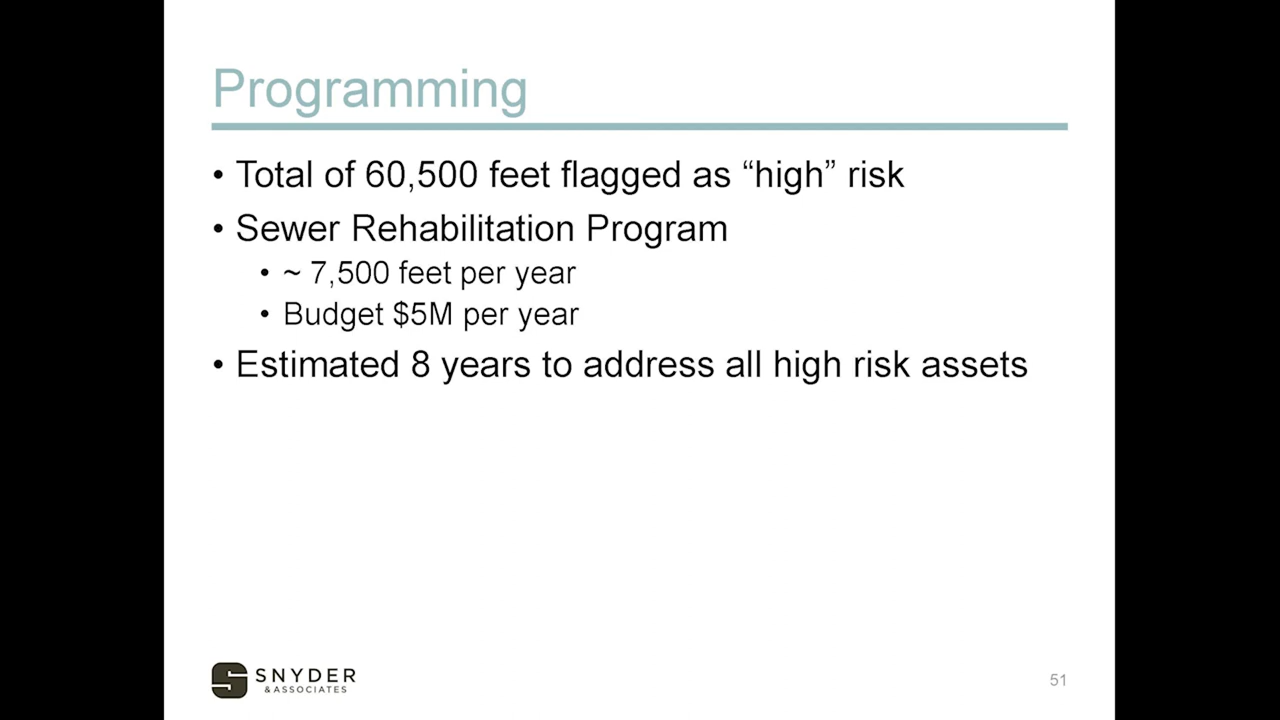 Programming
• Total of 60,500 feet flagged as “high” risk
• Sewer Rehabilitation Program
• ~ 7,500 feet per year
• Budget $5M per year
• Estimated 8 years to address all high risk assets
SNYDER
& ASSOCIATES
51